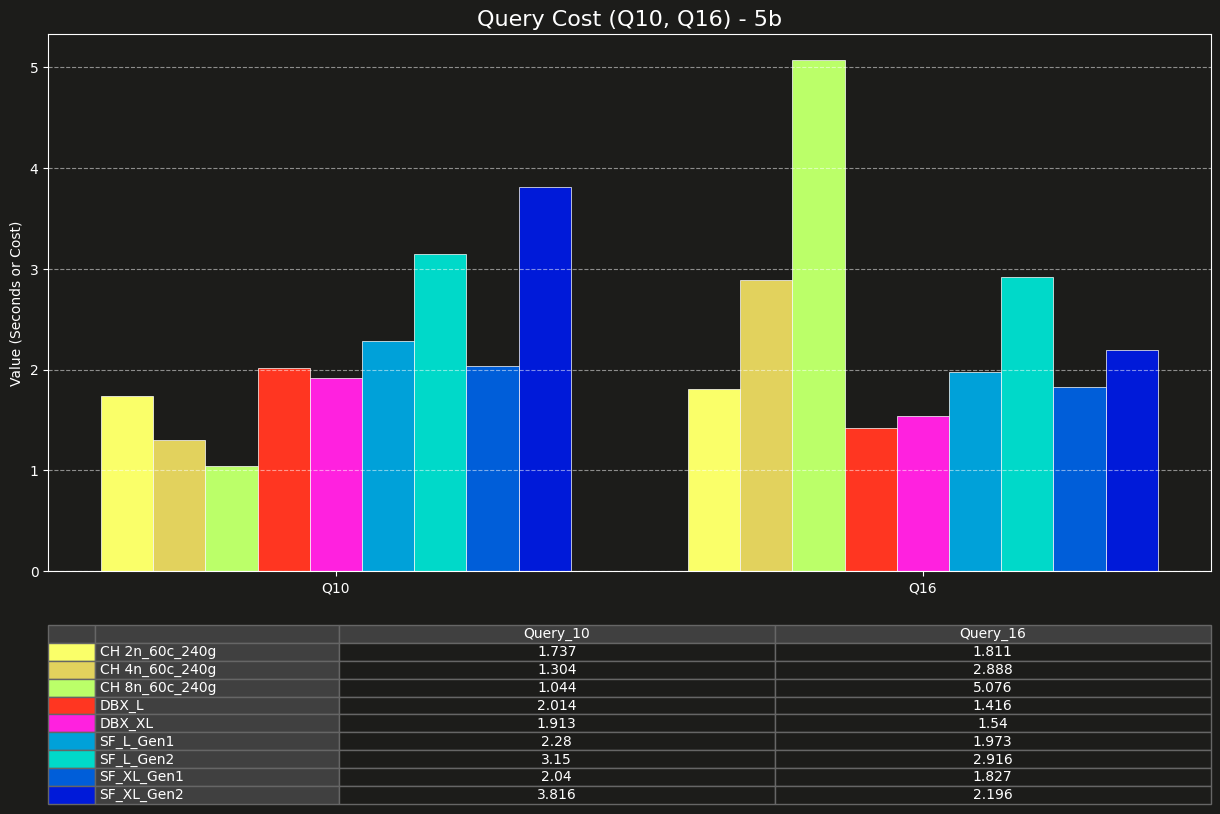 Query Cost (Q10, Q16) - 5b
Value (Seconds or Cost)
5
4
3
2
1
0
Q10 Q16
Query_10 Query_16
CH 2n_60c_240g 1.737 1.811
CH 4n_60c_240g 1.304 2.888
CH 8n_60c_240g 1.044 5.076
DBX_L 2.014 1.416
DBX_XL 1.913 1.54
SF_L_Gen1 2.28 1.973
SF_L_Gen2 3.15 2.916
SF_XL_Gen1 2.04 1.827
SF_XL_Gen2 3.816 2.196